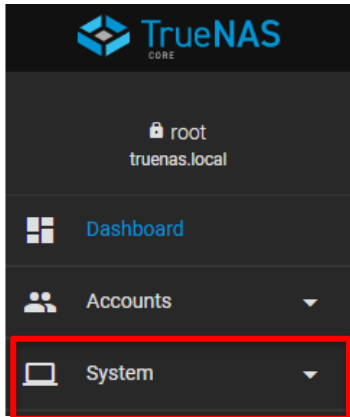 TrueNAS
CORE
root
truenas.local
Dashboard
Accounts
System